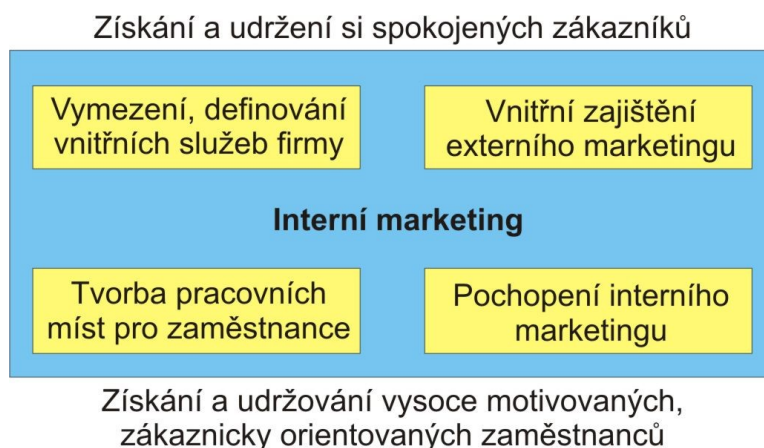 Získání a udržení si spokojených zákazníků
Vymezení, definování
vnitřních služeb firmy
Vnitřní zajištění
externího marketingu
Interní marketing
Tvorba pracovních
míst pro zaměstnance
Pochopení interního
marketingu
Získání a udržování vysoce motivovaných,
zákaznicky orientovaných zaměstnanců